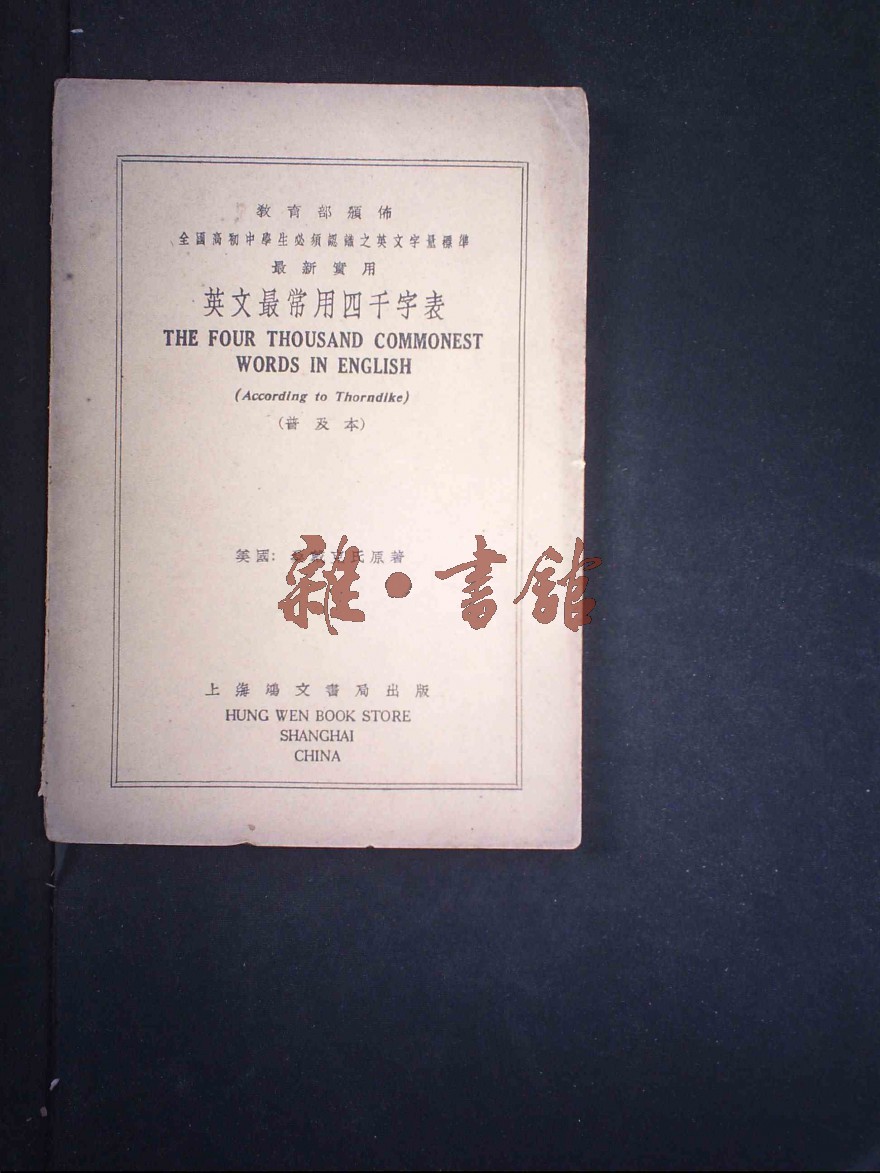 教育部頒佈
全國高初中學生必須認識之英文字量標準
最新實用
英文最常用四千字表
THE FOUR THOUSAND COMMONEST
WORDS IN ENGLISH
(According to Thorndike)
(普及本)
美國: 氏原著
雜·書館
上海鴻文書局出版
HUNG WEN BOOK STORE
SHANGHAI
CHINA